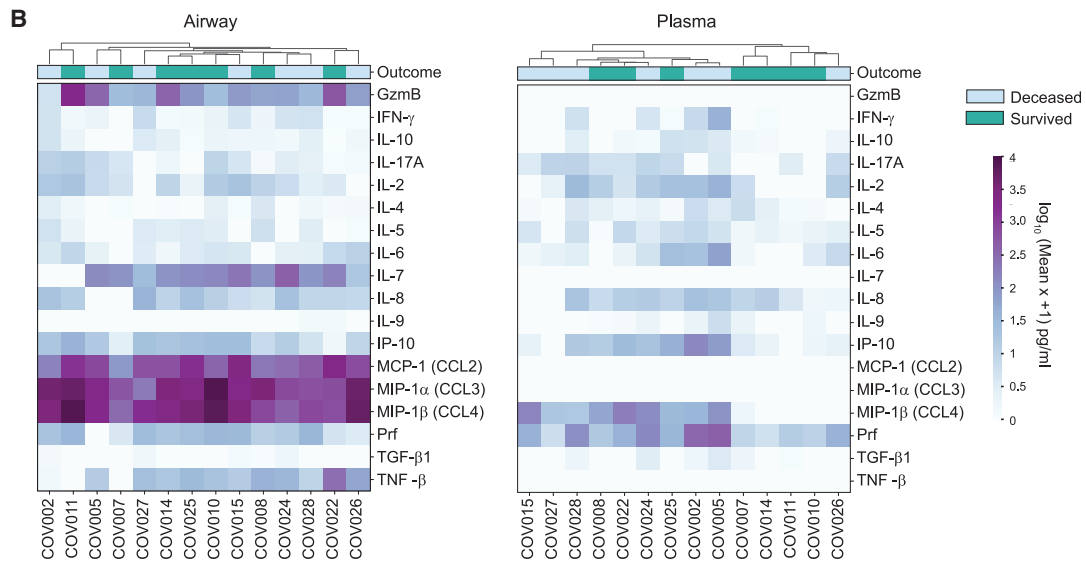 B
Airway
Plasma
Outcome
GzmB
IFN-γ
IL-10
IL-17A
IL-2
IL-4
IL-5
IL-6
IL-7
IL-8
IL-9
IP-10
MCP-1 (CCL2)
MIP-1α (CCL3)
MIP-1β (CCL4)
Prf
TGF-β1
TNF -β
COV002
COV011
COV005
COV007
COV027
COV014
COV025
COV010
COV15
COV008
COV024
COV028
COV022
COV026
Outcome
GzmB
IFN-γ
IL-10
IL-17A
IL-2
IL-4
IL-5
IL-6
IL-7
IL-8
IL-9
IP-10
MCP-1 (CCL2)
MIP-1α (CCL3)
MIP-1β (CCL4)
Prf
TGF-β1
TNF -β
COV015
COV027
COV028
COV008
COV022
COV024
COV025
COV002
COV005
COV007
COV014
COV011
COV010
COV026
Deceased
Survived
4
3.5
3.0
2.5
2
1.5
1
0.5
0
log₁₀ (Mean x +1) pg/ml